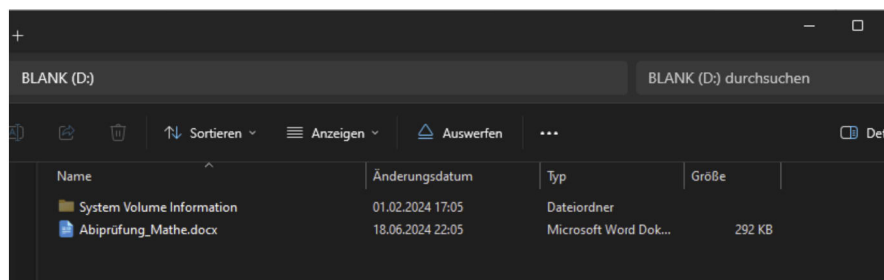 BLANK (D:)
BLANK (D:) durchsuchen
Sortieren
Anzeigen
Auswerfen
Name
Änderungsdatum
Typ
Größe
System Volume Information
01.02.2024 17:05
Dateiordner
Abiprüfung_Mathe.docx
18.06.2024 22:05
Microsoft Word Dok...
292 KB